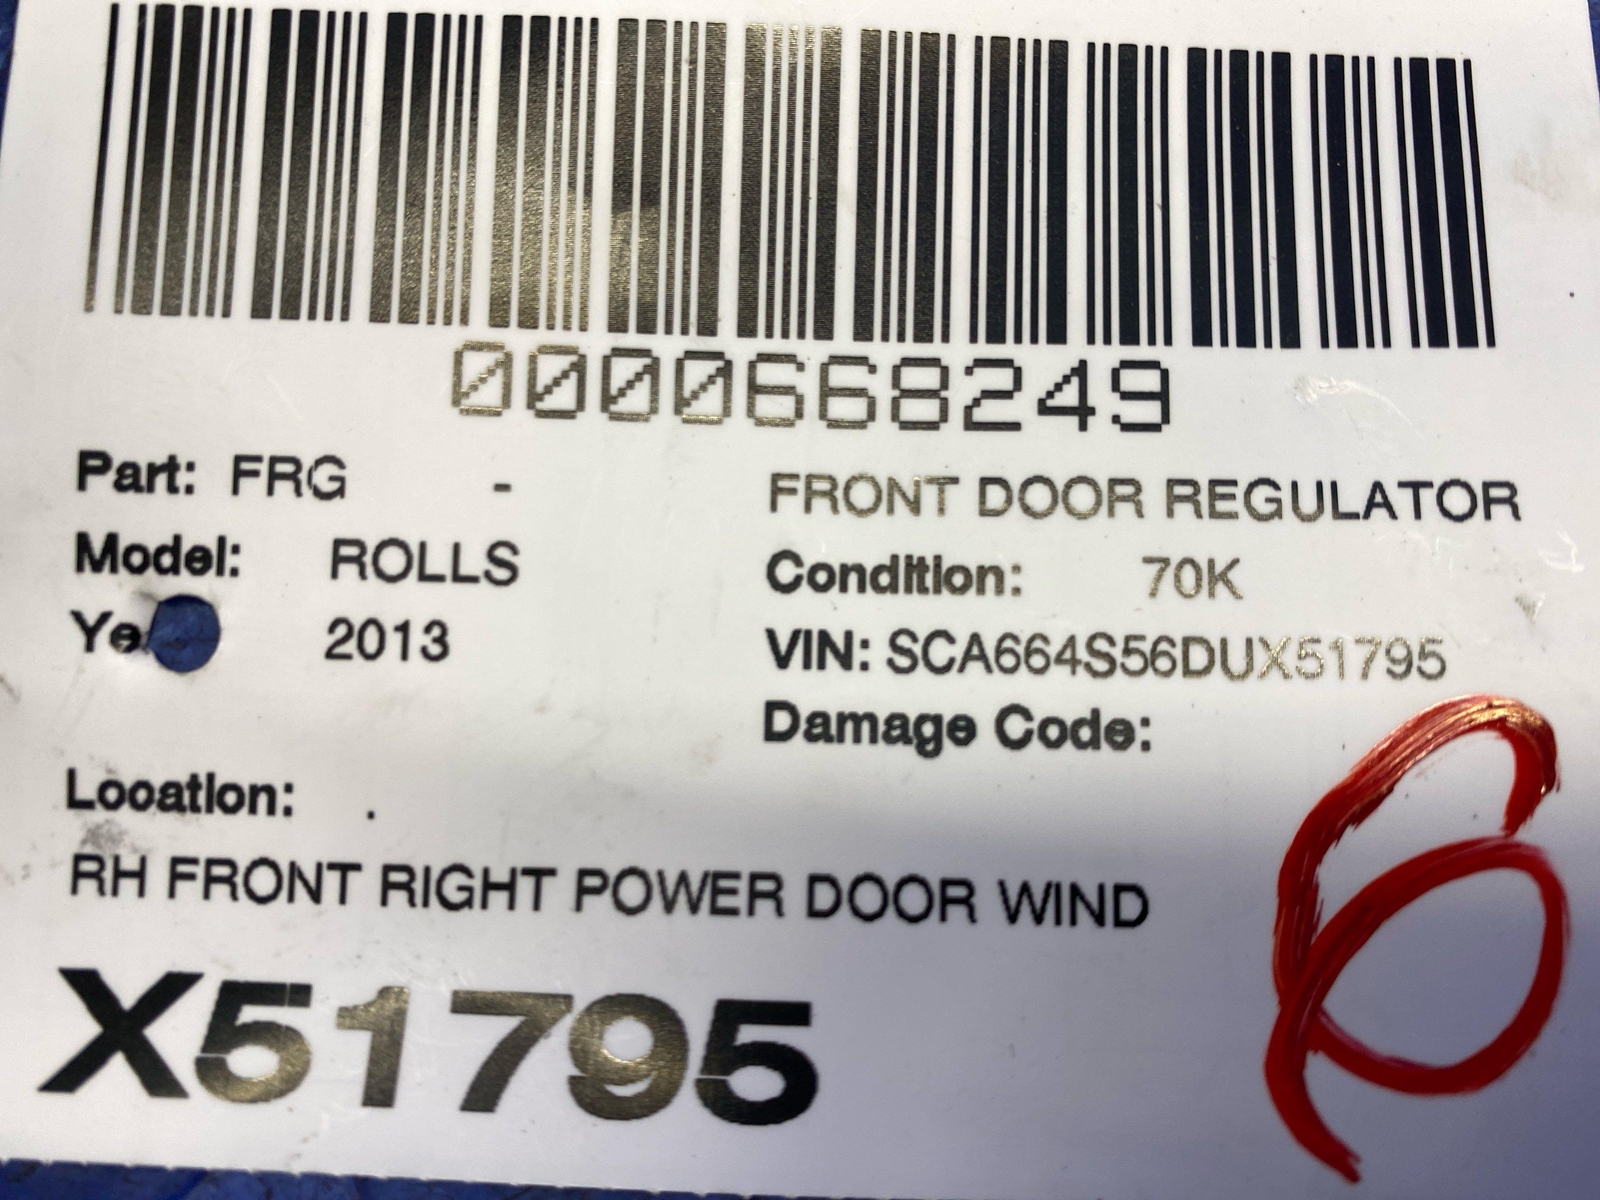 0000668249
Part: FRG - FRONT DOOR REGULATOR
Model: ROLLS Condition: 70K
Ye 2013 VIN: SCA664S56DUX51795
Damage Code:
Location: .
RH FRONT RIGHT POWER DOOR WIND
X51795